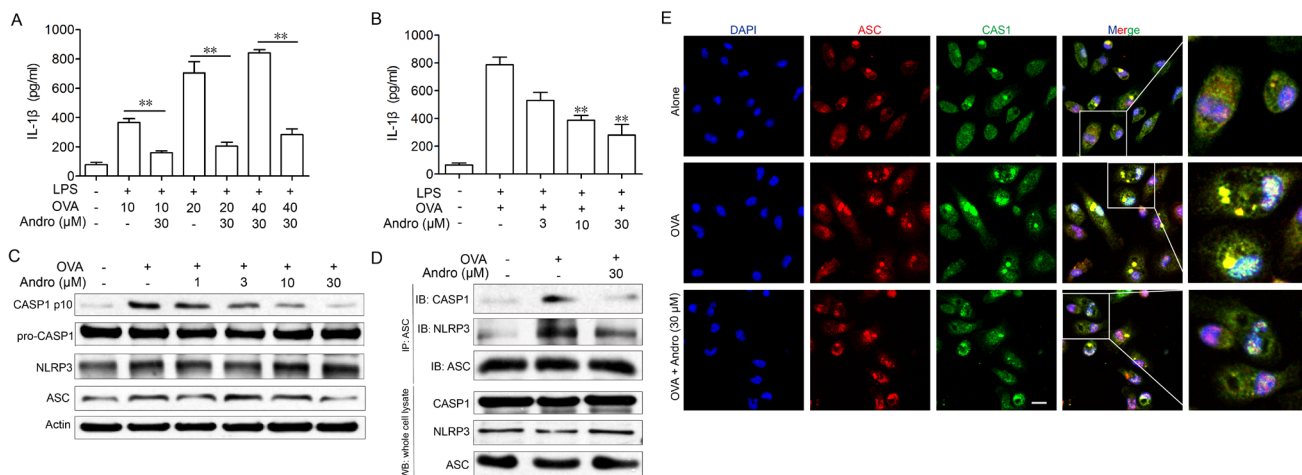 A
1000
800
600
400
200
0
IL-1β (pg/ml)
** ** **
LPS - + + + + + +
OVA - 10 10 20 20 40 40
Andro (μM) - - 30 - 30 30 30
B
1000
800
600
400
200
0
IL-1β (pg/ml)
** **
LPS - + + + +
OVA - + + + +
Andro (μM) - - 3 10 30
C
OVA - + + + + +
Andro (μM) - - 1 3 10 30
CASP1 p10
pro-CASP1
NLRP3
ASC
Actin
D
OVA - + +
Andro (μM) - - 30
IP: ASC
IB: CASP1
IB: NLRP3
IB: ASC
WB: whole cell lysate
CASP1
NLRP3
ASC
E
DAPI ASC CAS1 Merge
Alone
OVA
OVA + Andro (30 μM)